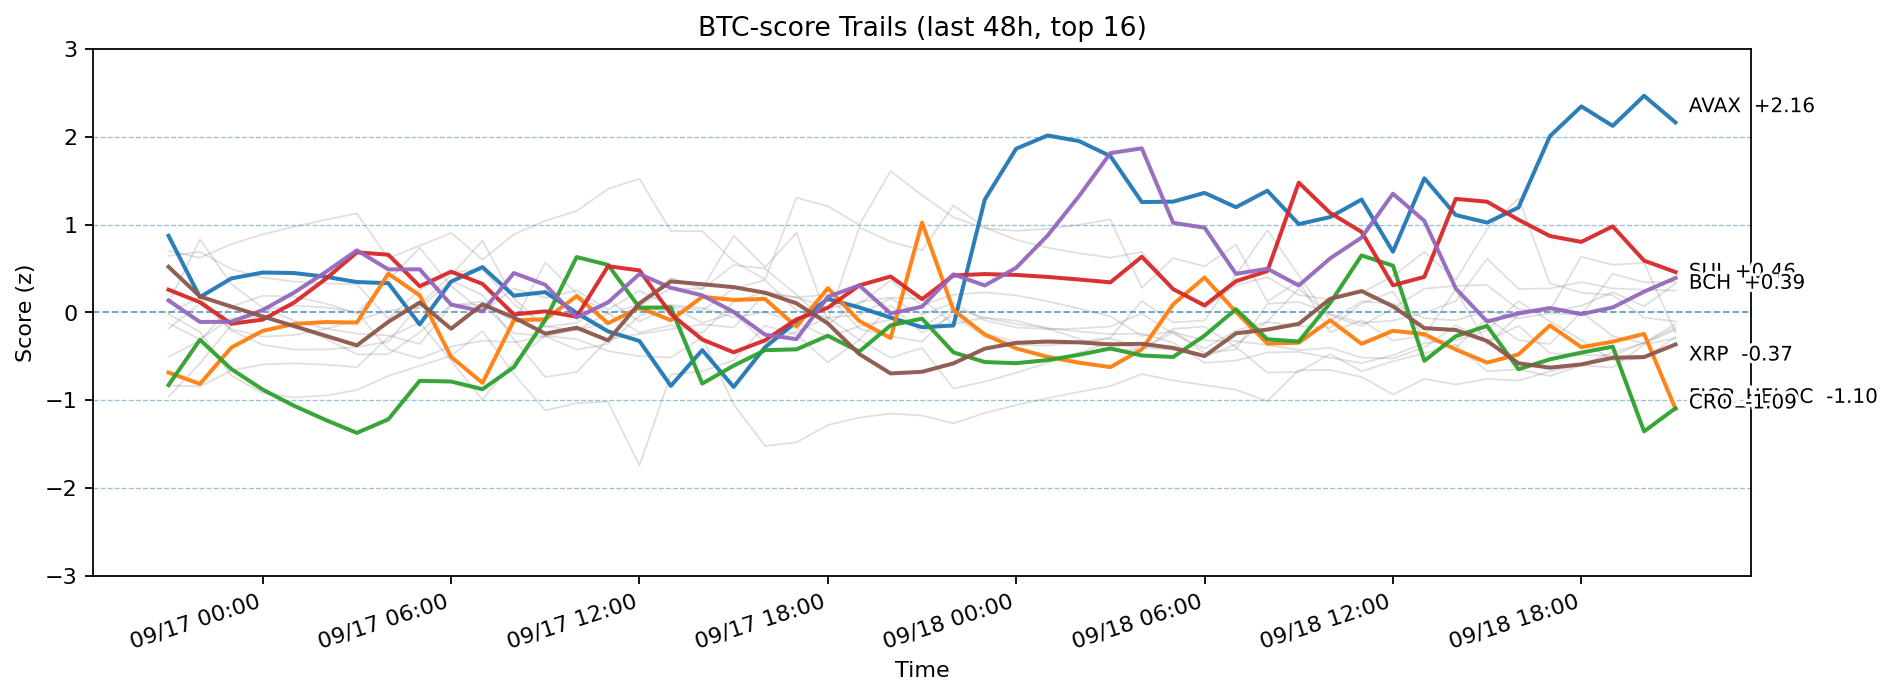 BTC-score Trails (last 48h, top 16)
3
2
1
0
−1
−2
−3
Score (z)
AVAX +2.16
BCH +0.39
XRP -0.37
-1.10
CRO -1.09
09/17 00:00
09/17 06:00
09/17 12:00
09/17 18:00
09/18 00:00
09/18 06:00
09/18 12:00
09/18 18:00
Time